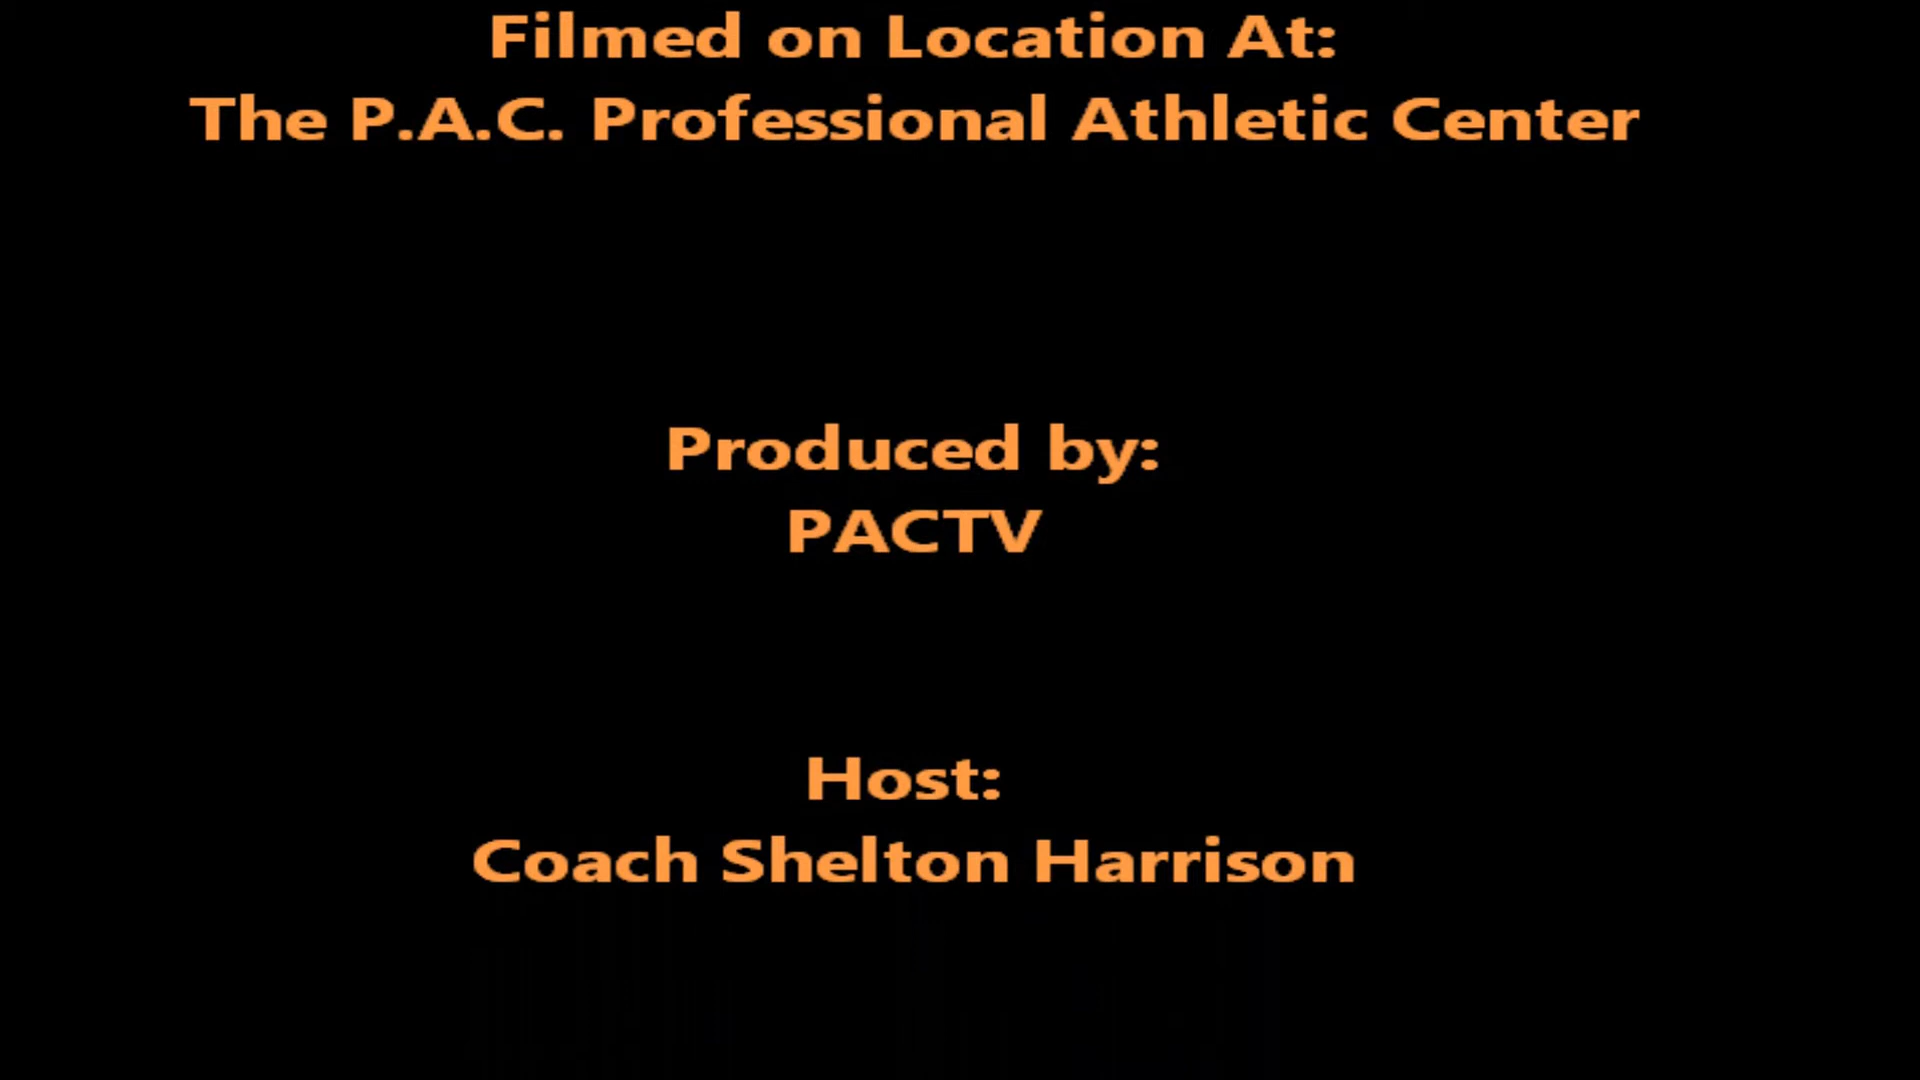 Filmed on Location At:
The P.A.C. Professional Athletic Center
Produced by:
PACTV
Host:
Coach Shelton Harrison